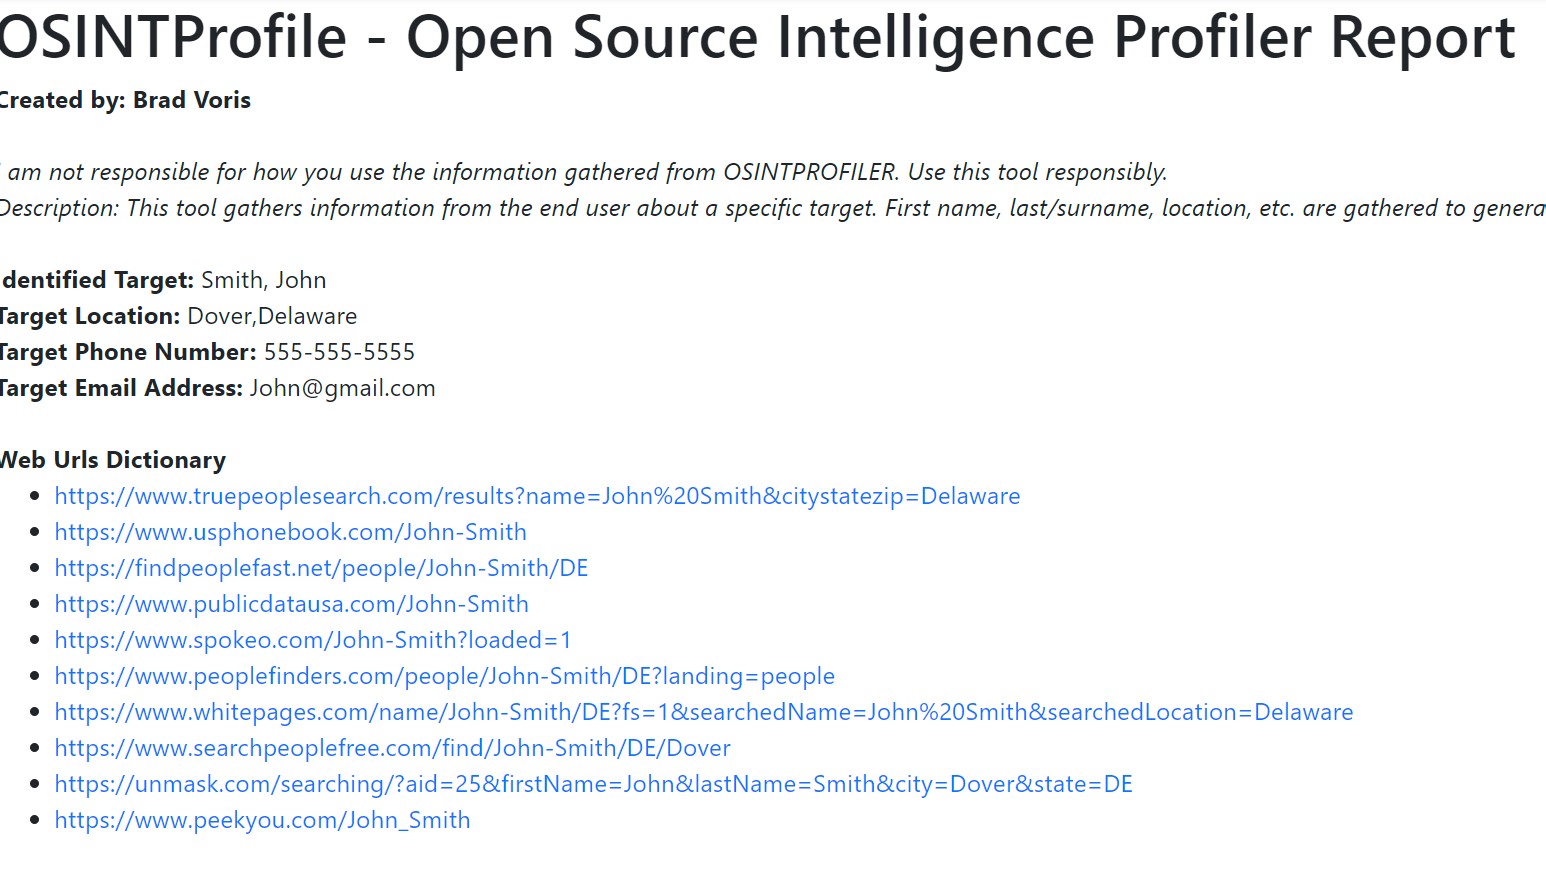 OSINTProfile - Open Source Intelligence Profiler Report
Created by: Brad Voris
I am not responsible for how you use the information gathered from OSINTPROFILER. Use this tool responsibly.
Description: This tool gathers information from the end user about a specific target. First name, last/surname, location, etc. are gathered to genera
Identified Target: Smith, John
Target Location: Dover,Delaware
Target Phone Number: 555-555-5555
Target Email Address: John@gmail.com
Web Urls Dictionary
https://www.truepeoplesearch.com/results?name=John%20Smith&citystatezip=Delaware
https://www.usphonebook.com/John-Smith
https://findpeoplefast.net/people/John-Smith/DE
https://www.publicdatausa.com/John-Smith
https://www.spokeo.com/John-Smith?loaded=1
https://www.peoplefinders.com/people/John-Smith/DE?landing=people
https://www.whitepages.com/name/John-Smith/DE?fs=1&searchedName=John%20Smith&searchedLocation=Delaware
https://www.searchpeoplefree.com/find/John-Smith/DE/Dover
https://unmask.com/searching/?aid=25&firstName=John&lastName=Smith&city=Dover&state=DE
https://www.peekyou.com/John_Smith